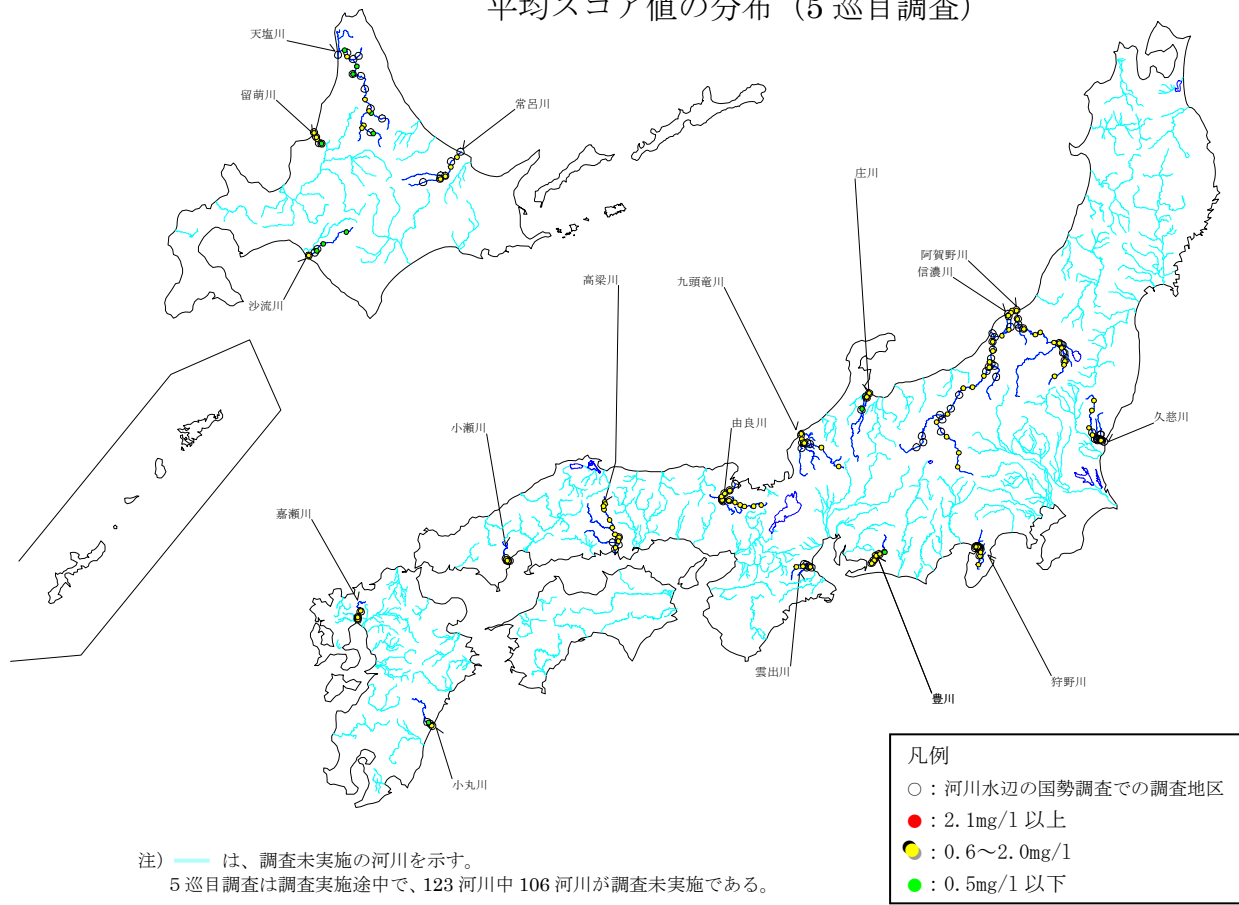 平均スコア値の分布（5 巡目調査）
天塩川
留萌川
常呂川
沙流川
庄川
阿賀野川
信濃川
高梁川
九頭竜川
久慈川
小瀬川
由良川
嘉瀬川
雲出川
狩野川
豊川
小丸川
凡例
○：河川水辺の国勢調査での調査地区
●：2.1mg/l 以上
●：0.6～2.0mg/l
●：0.5mg/l 以下
注） ━━ は、調査未実施の河川を示す。
5 巡目調査は調査実施途中で、123 河川中 106 河川が調査未実施である。